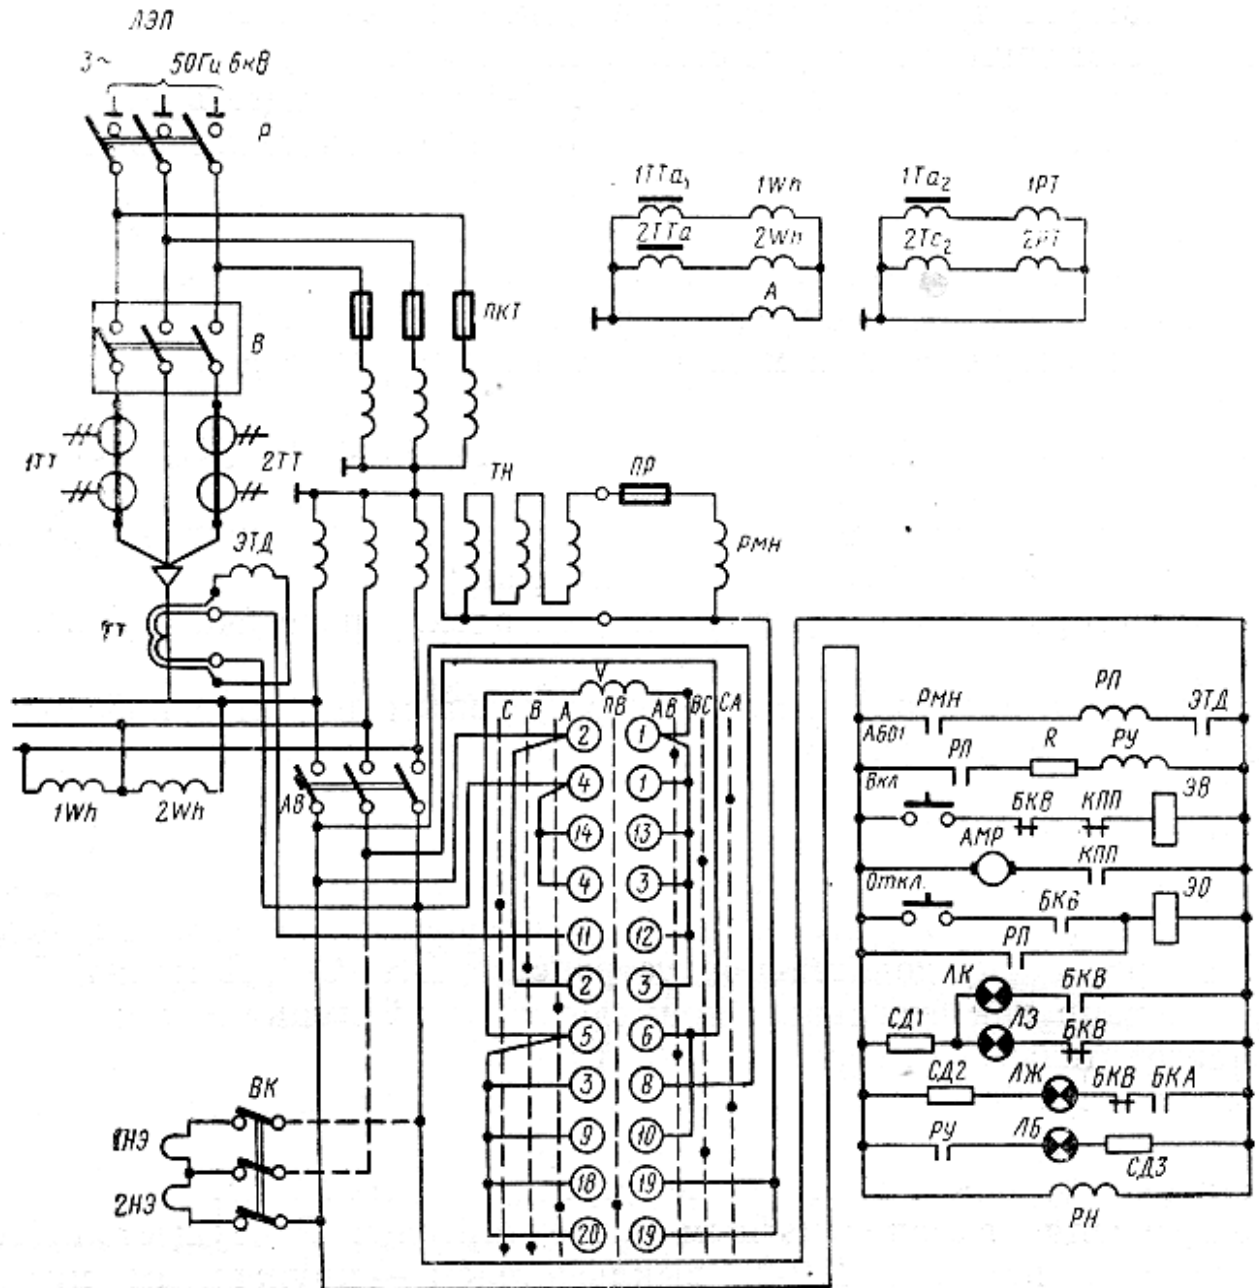 ЛЭП
3~ 50Гц 6кВ
Р
1ТТа₁ 1Wh
2ТТа 2Wh
А
1Та₂ 1РТ
2Тс₂ 2РТ
ПКТ
В
1ТТ 2ТТ
ТН ПР
РМН
ЭТД
ТТ
V
С В А ПВ АВ ВС СА
2 1
4 1
14 13
4 3
11 12
2 3
5 6
3 8
9 10
18 19
20 19
1Wh 2Wh
АВ
ВК
1НЭ
2НЭ
РМН РП ЭТД
А601
РП R РУ
Вкл
БКВ КПП ЭВ
АМР КПП
Откл.
БКВ ЭО
РП
ЛК БКВ
СД1 ЛЗ БКВ
СД2 ЛЖ БКВ БКА
РУ ЛБ СД3
РН